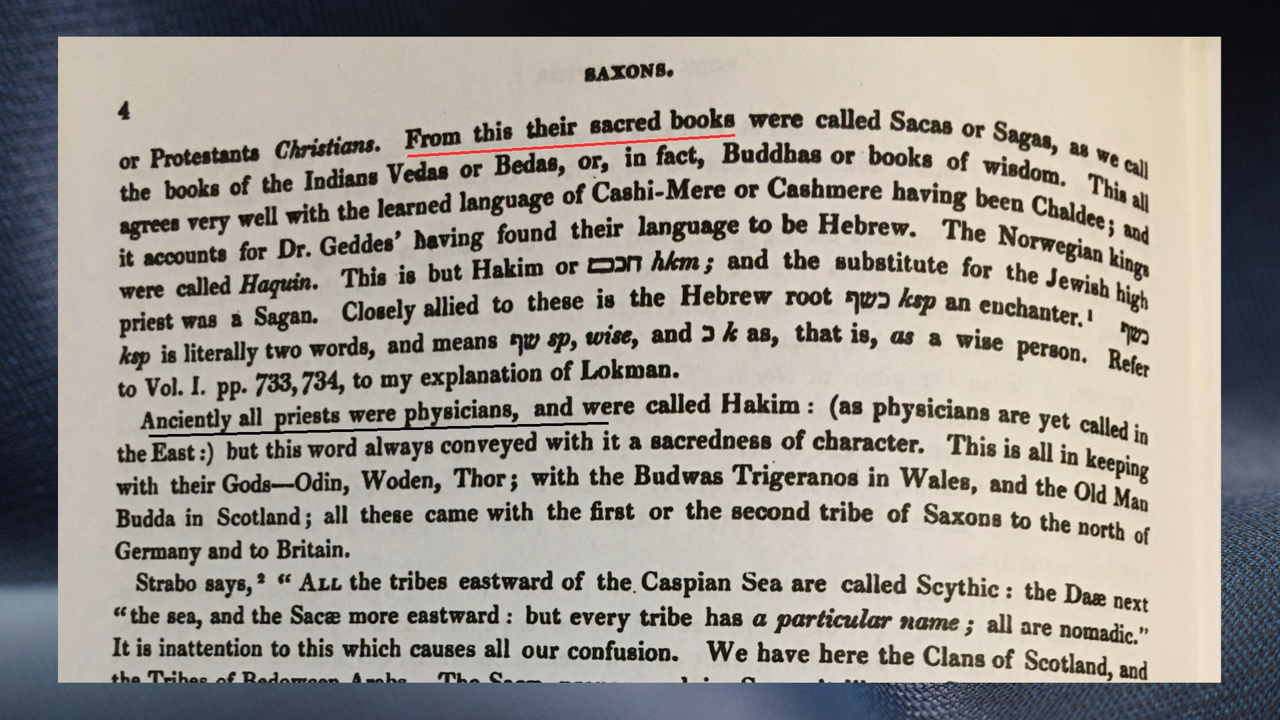 SAXONS.
4
or Protestants Christians. From this their sacred books were called Sacas or Sagas, as we call
the books of the Indians Vedas or Bedas, or, in fact, Buddhas or books of wisdom. This all
agrees very well with the learned language of Cashi-Mere or Cashmere having been Chaldee; and
it accounts for Dr. Geddes' having found their language to be Hebrew. The Norwegian kings
were called Haquin. This is but Hakim or חכם hkm; and the substitute for the Jewish high
priest was a Sagan. Closely allied to these is the Hebrew root כשף ksp an enchanter.¹ כשף
ksp is literally two words, and means שף sp, wise, and כ k as, that is, as a wise person. Refer
to Vol. I. pp. 733, 734, to my explanation of Lokman.
Anciently all priests were physicians, and were called Hakim: (as physicians are yet called in
the East:) but this word always conveyed with it a sacredness of character. This is all in keeping
with their Gods—Odin, Woden, Thor; with the Budwas Trigeranos in Wales, and the Old Man
Budda in Scotland; all these came with the first or the second tribe of Saxons to the north of
Germany and to Britain.
Strabo says,² “ ALL the tribes eastward of the Caspian Sea are called Scythic: the Daæ next
“the sea, and the Sacæ more eastward: but every tribe has a particular name; all are nomadic.”
It is inattention to this which causes all our confusion. We have here the Clans of Scotland, and
the Tribes of Bedoween Arabs. The